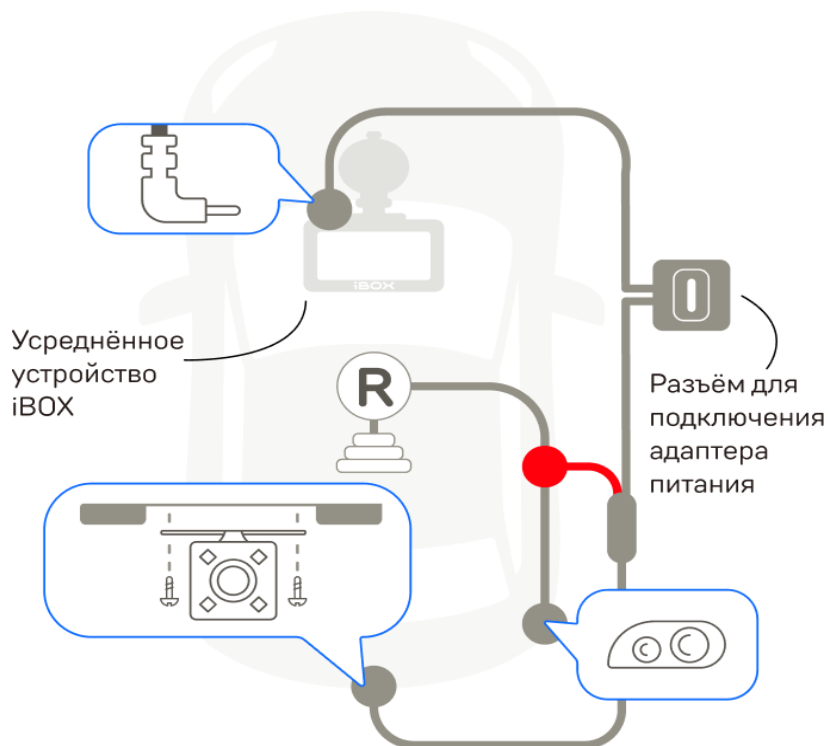 iBOX
Усреднённое
устройство
iBOX
R
Разъём для
подключения
адаптера
питания